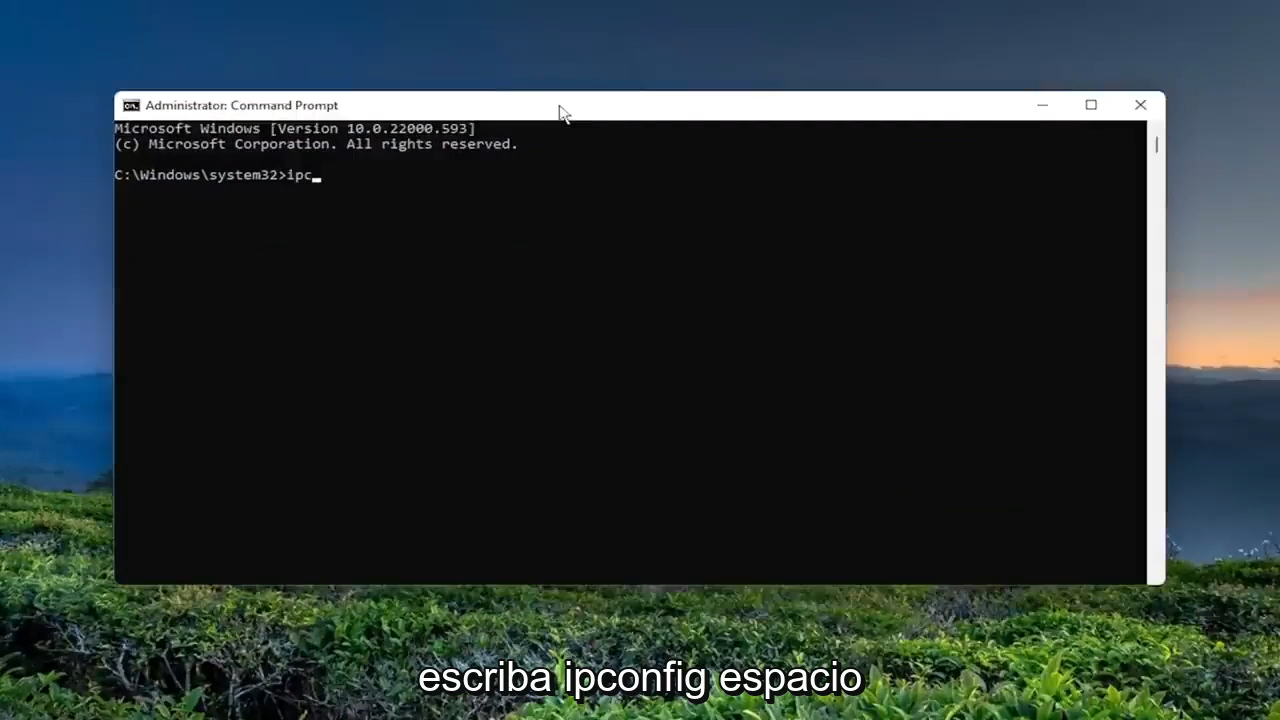 Administrator: Command Prompt
Microsoft Windows [Version 10.0.22000.593]
(c) Microsoft Corporation. All rights reserved.
C:\Windows\system32>ipc
escriba ipconfig espacio